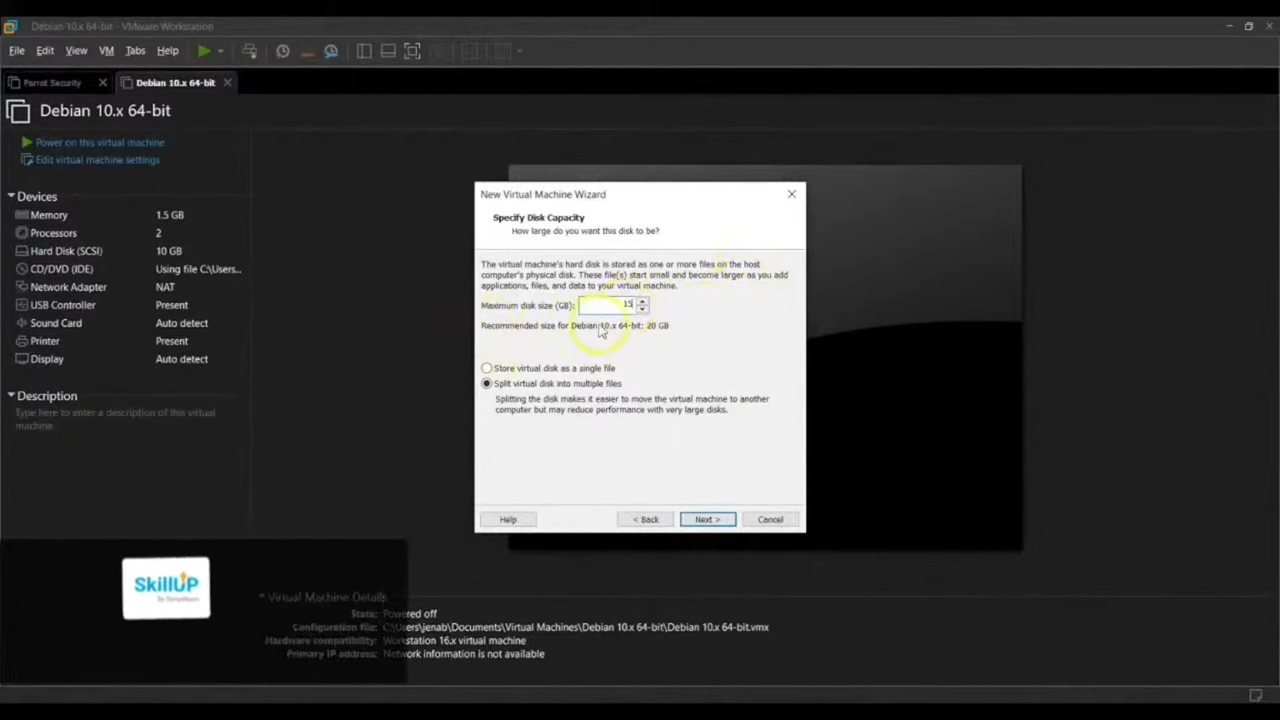 Debian 10.x 64-bit - VMware Workstation
File Edit View VM Tabs Help
Parrot Security Debian 10.x 64-bit
Debian 10.x 64-bit
Power on this virtual machine
Edit virtual machine settings
Devices
Memory 1.5 GB
Processors 2
Hard Disk (SCSI) 10 GB
CD/DVD (IDE) Using file C:\Users...
Network Adapter NAT
USB Controller Present
Sound Card Auto detect
Printer Present
Display Auto detect
Description
Type here to enter a description of this virtual
machine.
New Virtual Machine Wizard
Specify Disk Capacity
How large do you want this disk to be?
The virtual machine's hard disk is stored as one or more files on the host
computer's physical disk. These file(s) start small and become larger as you add
applications, files, and data to your virtual machine.
Maximum disk size (GB): 15
Recommended size for Debian 10.x 64-bit: 20 GB
Store virtual disk as a single file
Split virtual disk into multiple files
Splitting the disk makes it easier to move the virtual machine to another
computer but may reduce performance with very large disks.
Help < Back Next > Cancel
SkillUP
by Simplilearn
Virtual Machine Details
State: Powered off
Configuration file: C:\Users\jenab\Documents\Virtual Machines\Debian 10.x 64-bit\Debian 10.x 64-bit.vmx
Hardware compatibility: Workstation 16.x virtual machine
Primary IP address: Network information is not available